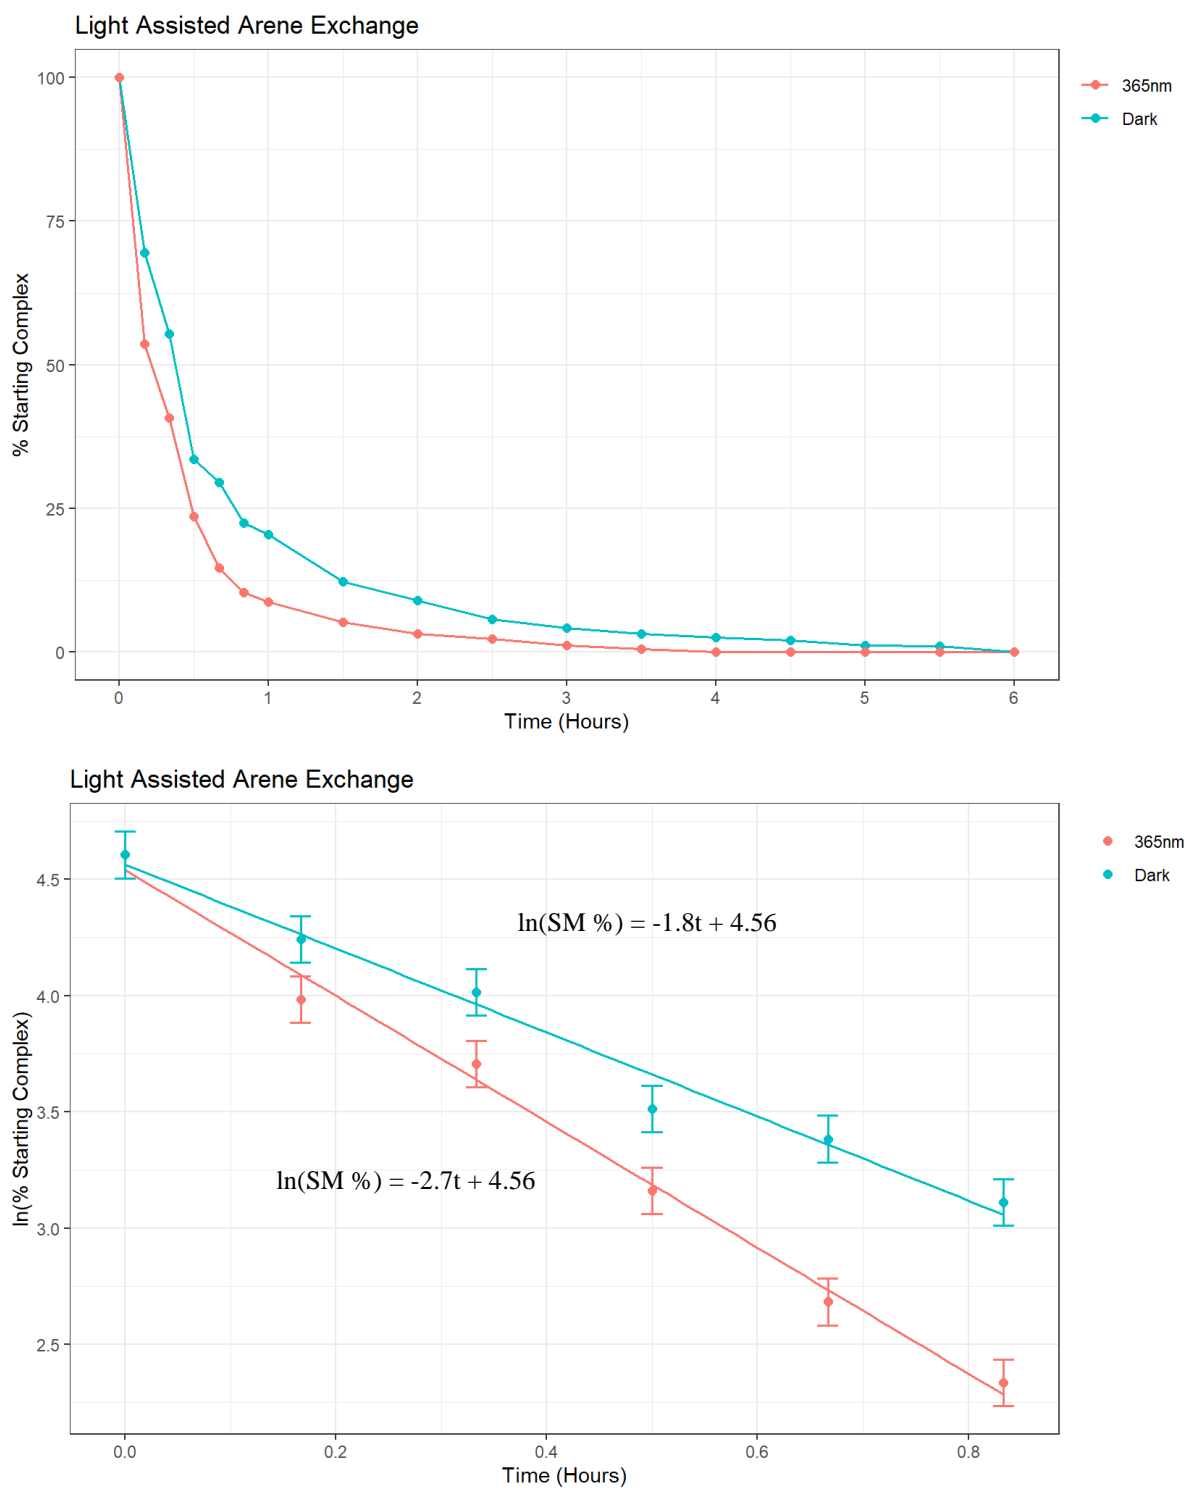 Light Assisted Arene Exchange
100
75
50
25
0
% Starting Complex
0 1 2 3 4 5 6
Time (Hours)
365nm
Dark
Light Assisted Arene Exchange
4.5
4.0
3.5
3.0
2.5
ln(% Starting Complex)
ln(SM %) = -1.8t + 4.56
ln(SM %) = -2.7t + 4.56
0.0 0.2 0.4 0.6 0.8
Time (Hours)
365nm
Dark